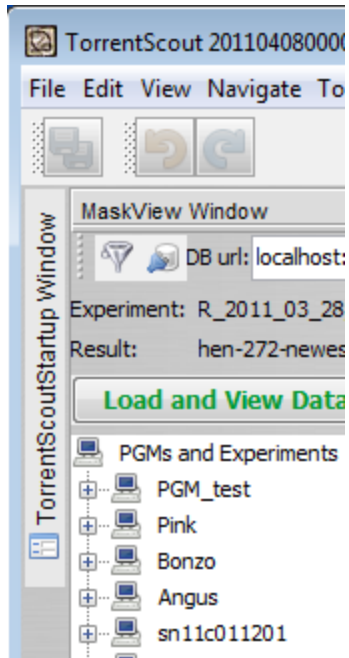 TorrentScout 20110408000
File Edit View Navigate To
MaskView Window
DB url: localhost:
Experiment: R_2011_03_28
Result: hen-272-newes
Load and View Data
PGMs and Experiments
PGM_test
Pink
Bonzo
Angus
sn11c011201
TorrentScoutStartup Window